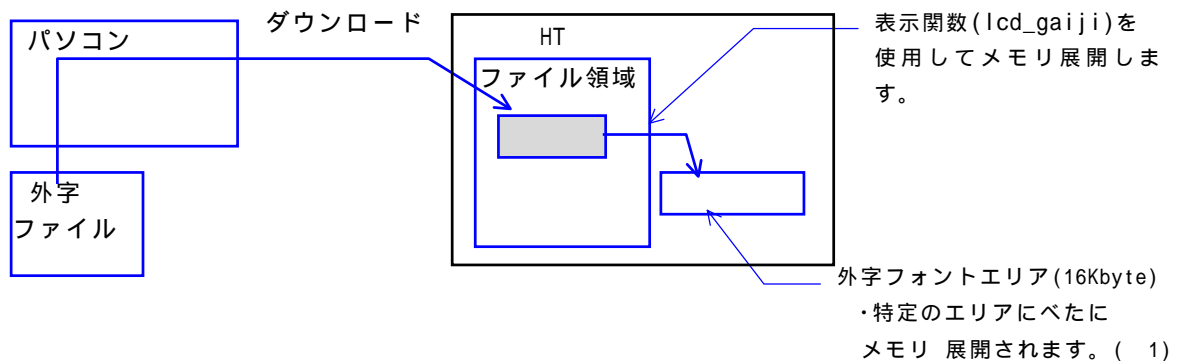 ダウンロード
パソコン
HT
ファイル領域
外字
ファイル
表示関数(lcd_gaiji)を
使用してメモリ展開しま
す。
外字フォントエリア(16Kbyte)
・特定のエリアにべたに
メモリ 展開されます。( 1)